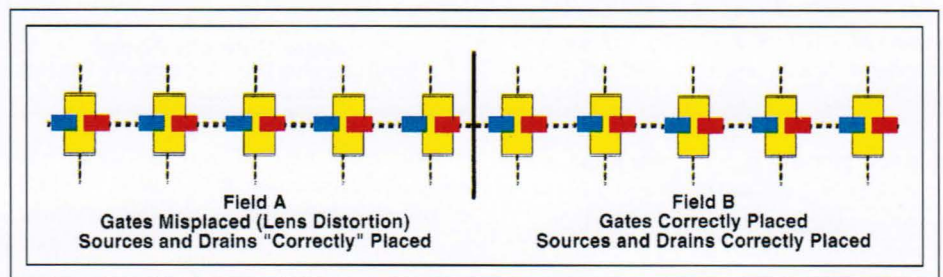 Field A
Gates Misplaced (Lens Distortion)
Sources and Drains "Correctly" Placed
Field B
Gates Correctly Placed
Sources and Drains Correctly Placed